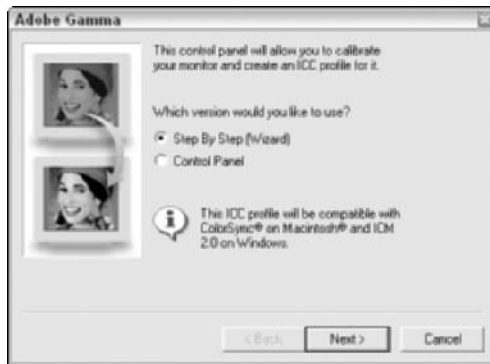 Adobe Gamma
This control panel will allow you to calibrate
your monitor and create an ICC profile for it.
Which version would you like to use?
Step By Step (Wizard)
Control Panel
This ICC profile will be compatible with
ColorSync® on Macintosh® and ICM
2.0 on Windows.
< Back
Next >
Cancel